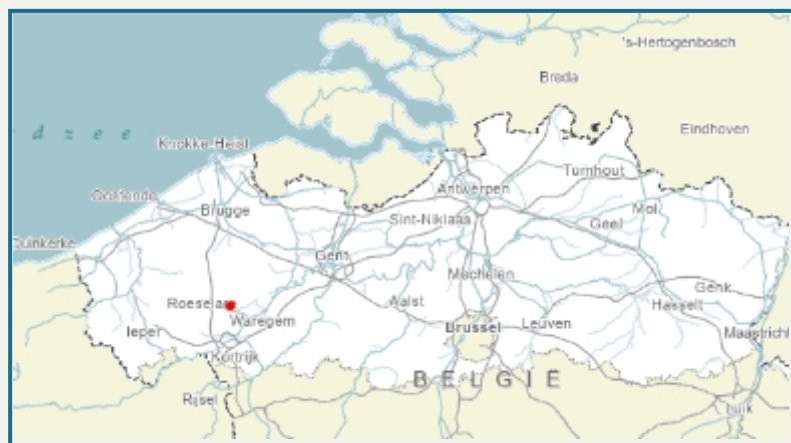 's-Hertogenbosch
Breda
Eindhoven
dzee
Knokke-Heist
Turnhout
Antwerpen
Oostende
Mol
Brugge
Sint-Niklaas
Geel
Duinkerke
Gent
Mechelen
Genk
Roeselare
Aalst
Hasselt
Waregem
Ieper
Brussel
Leuven
Maastricht
Kortrijk
BELGIË
Rijsel
Luik